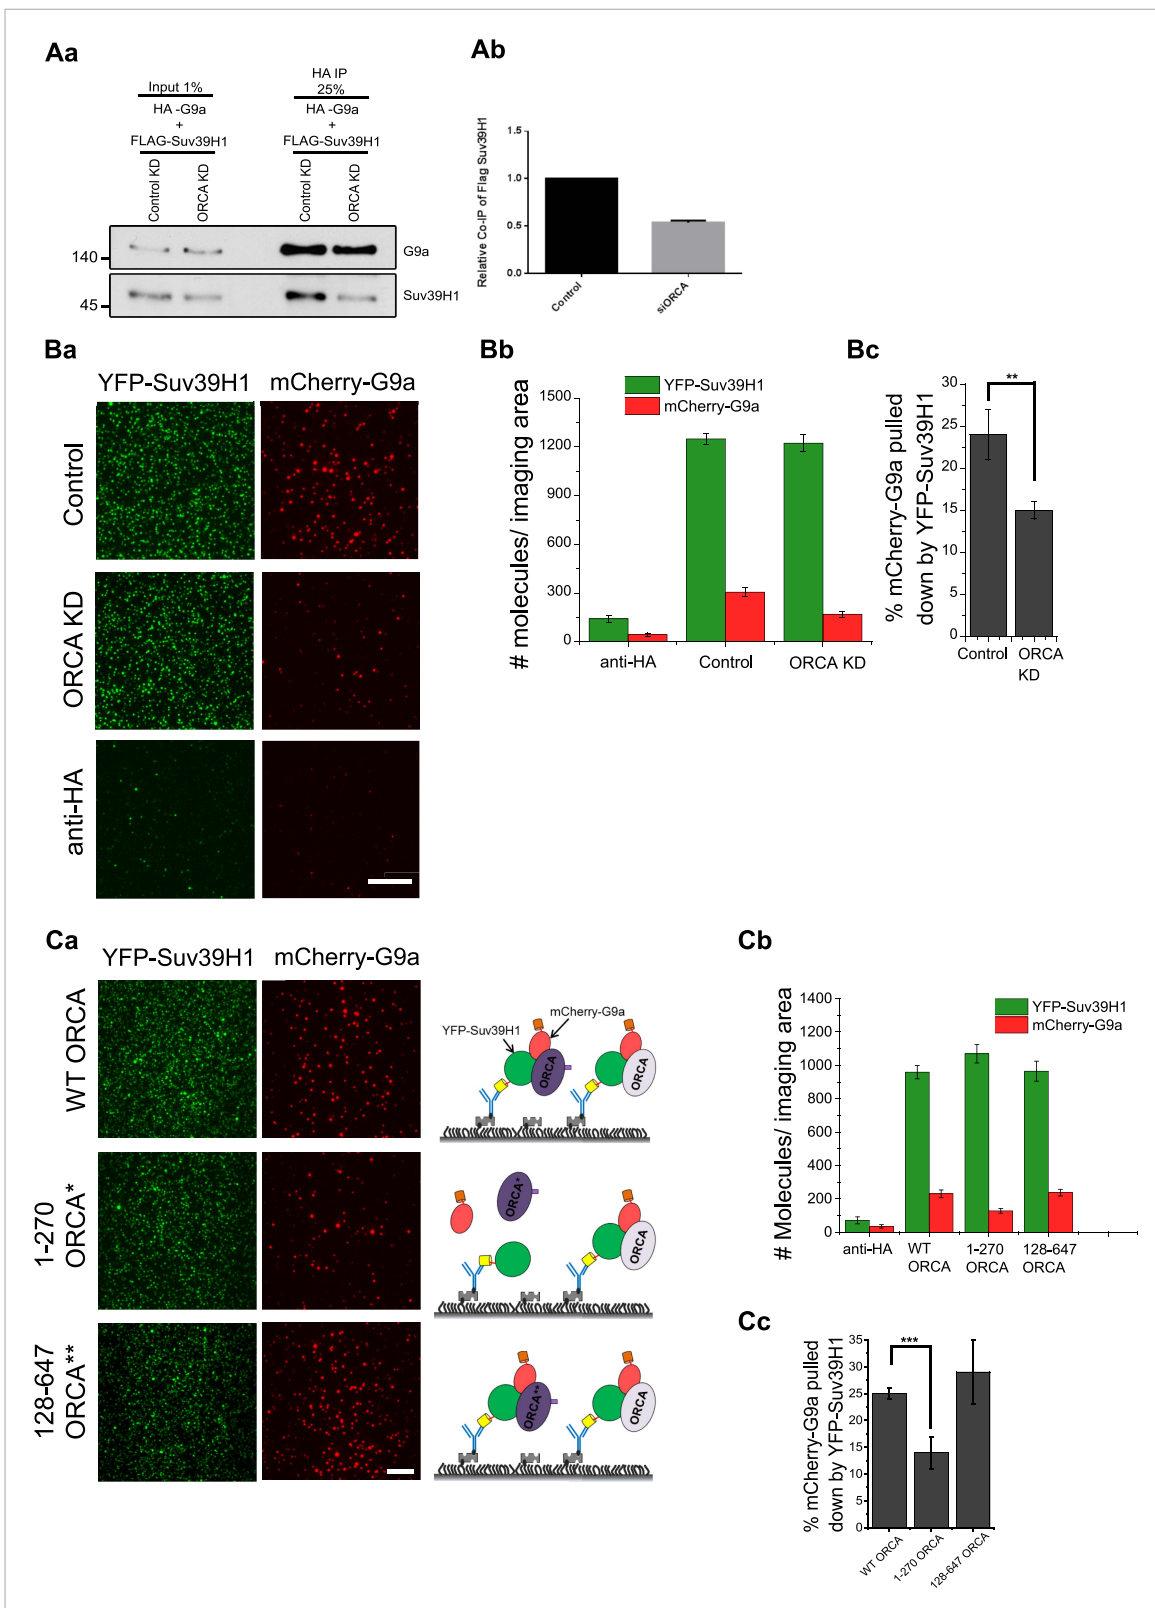 Aa
Input 1%
HA -G9a
+
FLAG-Suv39H1
Control KD
ORCA KD
HA IP
25%
HA -G9a
+
FLAG-Suv39H1
Control KD
ORCA KD
140
G9a
45
Suv39H1
Ab
Relative Co-IP of Flag Suv39H1
1.5
1.0
0.5
0.0
Control
siORCA
Ba
YFP-Suv39H1
mCherry-G9a
Control
ORCA KD
anti-HA
Bb
# molecules/ imaging area
1500
1200
900
600
300
0
YFP-Suv39H1
mCherry-G9a
anti-HA
Control
ORCA KD
Bc
% mCherry-G9a pulled
down by YFP-Suv39H1
30
25
20
15
10
5
0
**
Control
ORCA
KD
Ca
YFP-Suv39H1
mCherry-G9a
WT ORCA
1-270
ORCA*
128-647
ORCA**
mCherry-G9a
YFP-Suv39H1
ORCA
ORCA
ORCA*
ORCA
ORCA**
ORCA
Cb
# Molecules/ imaging area
1400
1200
1000
800
600
400
200
0
YFP-Suv39H1
mCherry-G9a
anti-HA
WT
ORCA
1-270
ORCA
128-647
ORCA
Cc
% mCherry-G9a pulled
down by YFP-Suv39H1
35
30
25
20
15
10
5
0
***
WT ORCA
1-270 ORCA
128-647 ORCA